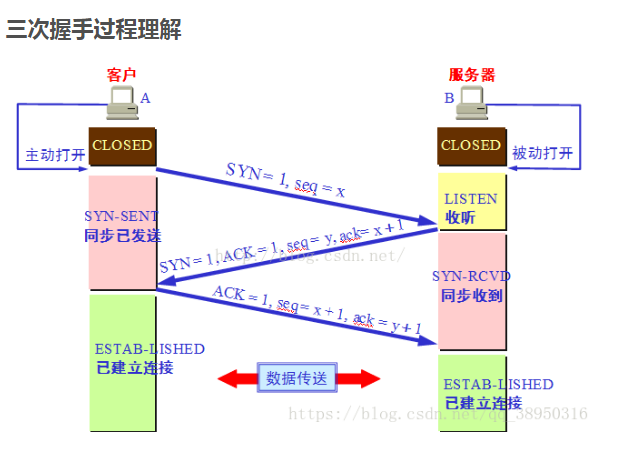 三次握手过程理解
客户
服务器
A
B
CLOSED
CLOSED
主动打开
被动打开
SYN=1, seq=x
LISTEN
收听
SYN-SENT
同步已发送
SYN=1, ACK=1, seq=y, ack=x+1
http://blog.csdn.net/
SYN-RCVD
同步收到
ACK=1, seq=x+1, ack=y+1
ESTAB-LISHED
已建立连接
数据传送
ESTAB-LISHED
已建立连接
https://blog.csdn.net/qq_38950316